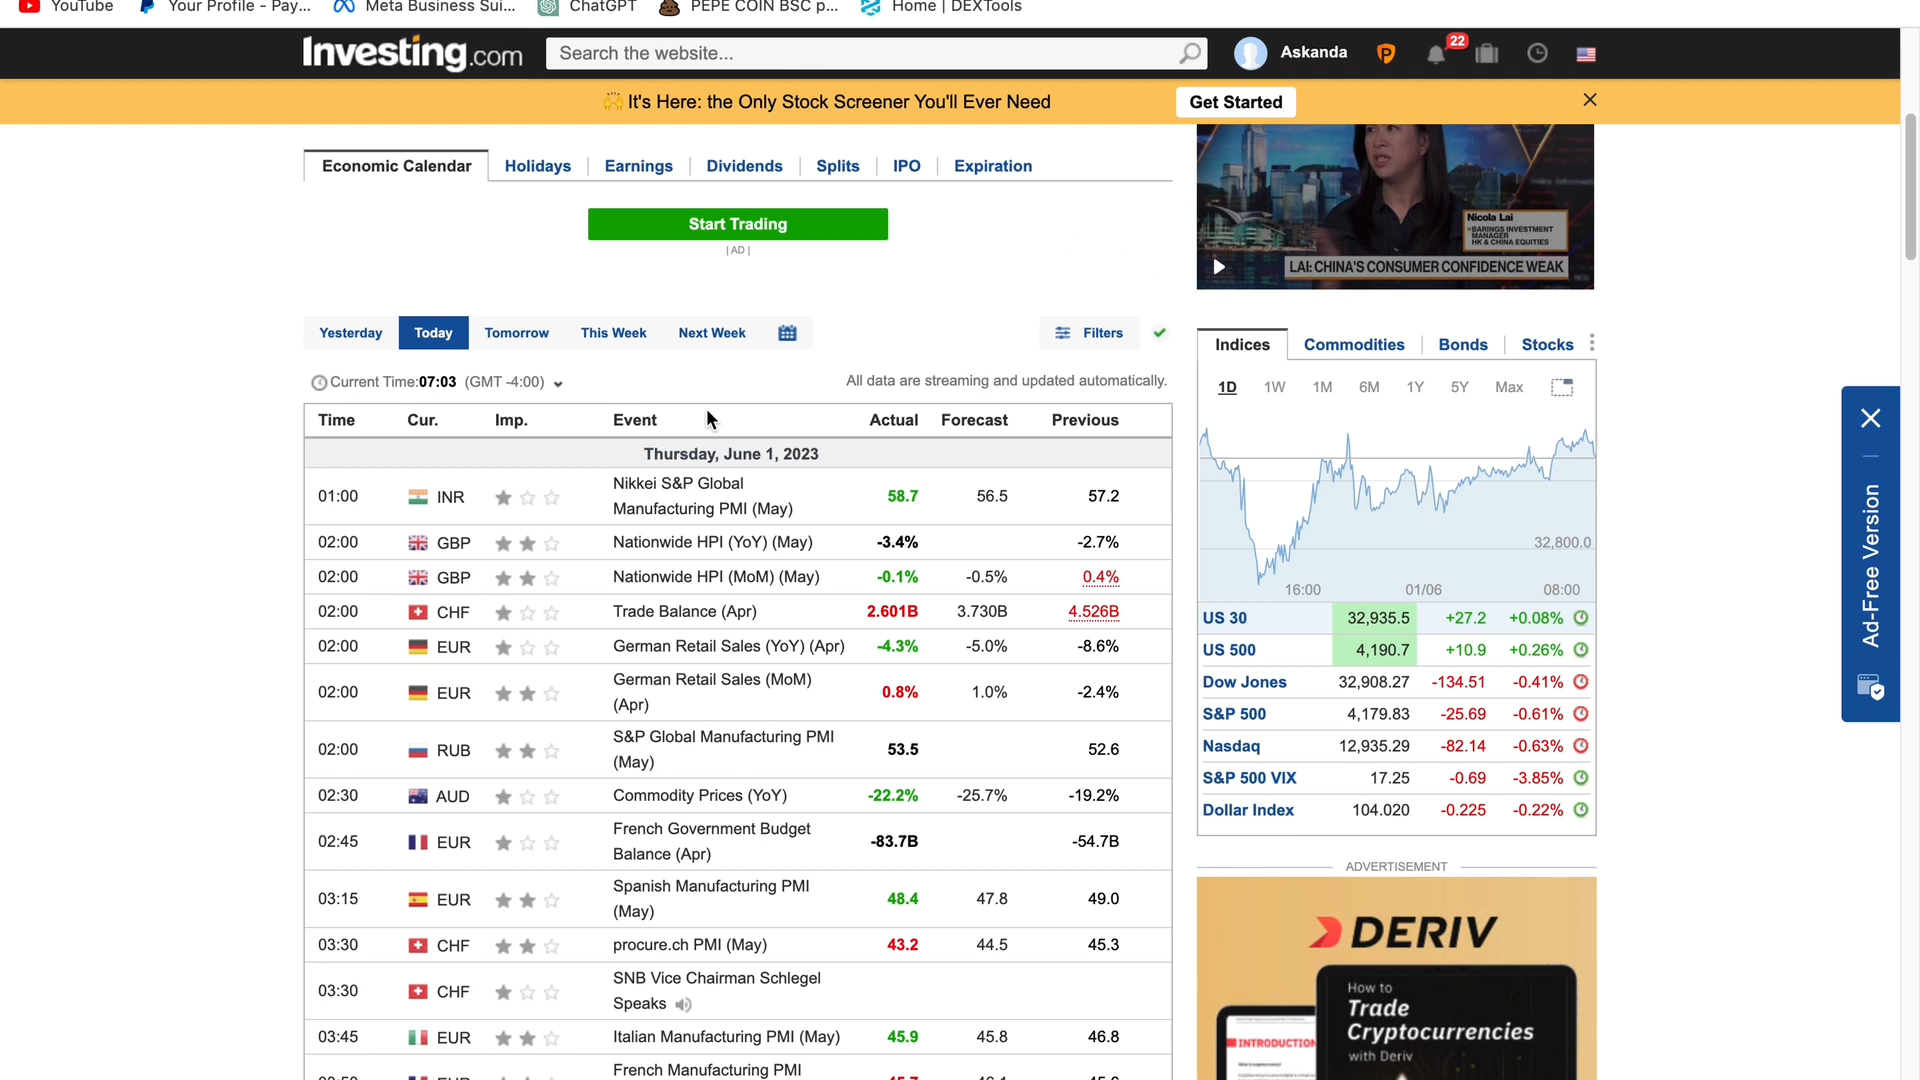 YouTube Your Profile - Pay... Meta Business Sui... ChatGPT PEPE COIN BSC p... Home | DEXTools
Investing.com Search the website... Askanda 22
It's Here: the Only Stock Screener You'll Ever Need Get Started
Economic Calendar Holidays Earnings Dividends Splits IPO Expiration
Start Trading
| AD |
Nicola Lai
BARINGS INVESTMENT
MANAGER
HK & CHINA EQUITIES
LAI: CHINA'S CONSUMER CONFIDENCE WEAK
Yesterday Today Tomorrow This Week Next Week Filters
Current Time:07:03 (GMT -4:00) All data are streaming and updated automatically.
Time Cur. Imp. Event Actual Forecast Previous
Thursday, June 1, 2023
01:00 INR Nikkei S&P Global
Manufacturing PMI (May) 58.7 56.5 57.2
02:00 GBP Nationwide HPI (YoY) (May) -3.4% -2.7%
02:00 GBP Nationwide HPI (MoM) (May) -0.1% -0.5% 0.4%
02:00 CHF Trade Balance (Apr) 2.601B 3.730B 4.526B
02:00 EUR German Retail Sales (YoY) (Apr) -4.3% -5.0% -8.6%
02:00 EUR German Retail Sales (MoM)
(Apr) 0.8% 1.0% -2.4%
02:00 RUB S&P Global Manufacturing PMI
(May) 53.5 52.6
02:30 AUD Commodity Prices (YoY) -22.2% -25.7% -19.2%
02:45 EUR French Government Budget
Balance (Apr) -83.7B -54.7B
03:15 EUR Spanish Manufacturing PMI
(May) 48.4 47.8 49.0
03:30 CHF procure.ch PMI (May) 43.2 44.5 45.3
03:30 CHF SNB Vice Chairman Schlegel
Speaks
03:45 EUR Italian Manufacturing PMI (May) 45.9 45.8 46.8
French Manufacturing PMI
Indices Commodities Bonds Stocks
1D 1W 1M 6M 1Y 5Y Max
32,800.0
16:00 01/06 08:00
US 30 32,935.5 +27.2 +0.08%
US 500 4,190.7 +10.9 +0.26%
Dow Jones 32,908.27 -134.51 -0.41%
S&P 500 4,179.83 -25.69 -0.61%
Nasdaq 12,935.29 -82.14 -0.63%
S&P 500 VIX 17.25 -0.69 -3.85%
Dollar Index 104.020 -0.225 -0.22%
ADVERTISEMENT
DERIV
How to
Trade
Cryptocurrencies
with Deriv
INTRODUCTION
Ad-Free Version